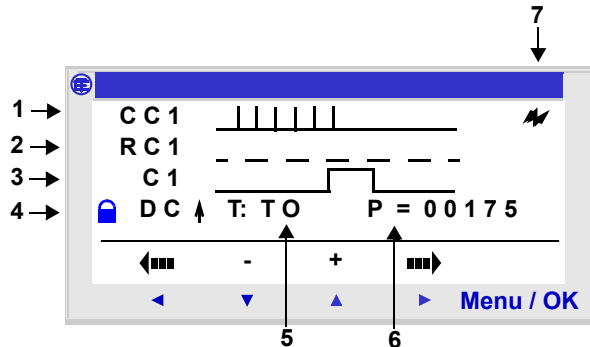 7
1 CC1
2 RC1
3 C1
4 DC T: TO P = 00175
- +
Menu / OK
5 6